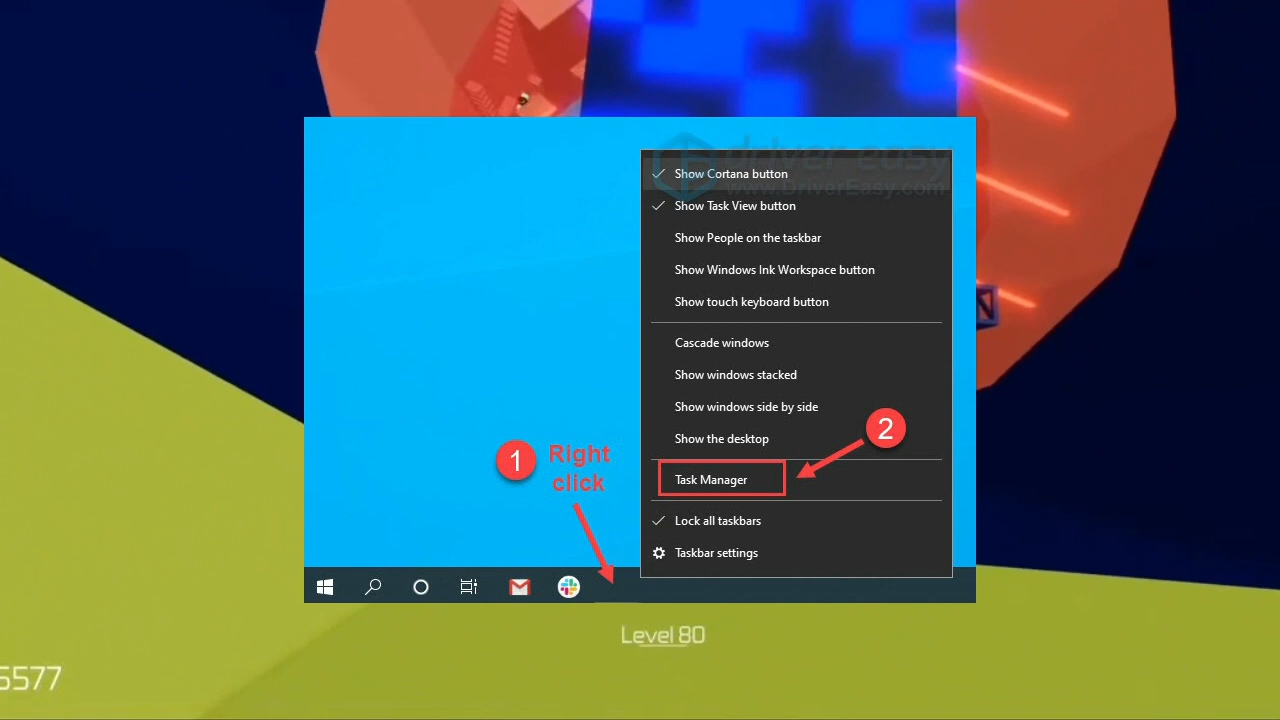 driver easy
www.DriverEasy.com
Show Cortana button
Show Task View button
Show People on the taskbar
Show Windows Ink Workspace button
Show touch keyboard button
Cascade windows
Show windows stacked
Show windows side by side
Show the desktop
2
1
Right
click
Task Manager
Lock all taskbars
Taskbar settings
Level 80
5577